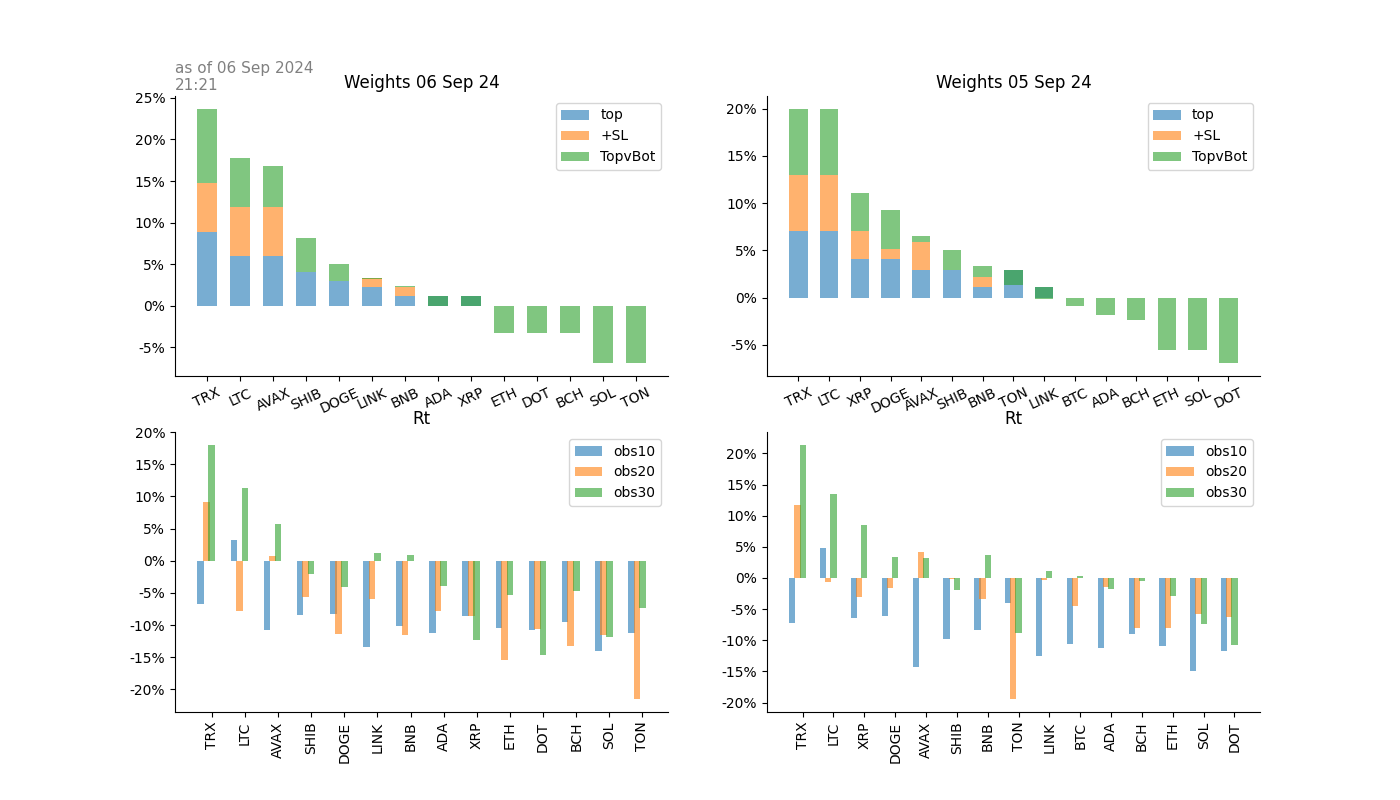 as of 06 Sep 2024
21:21
Weights 06 Sep 24
25%
20%
15%
10%
5%
0%
-5%
top
+SL
TopvBot
TRX LTC AVAX SHIB DOGE LINK BNB ADA XRP ETH DOT BCH SOL TON
Weights 05 Sep 24
20%
15%
10%
5%
0%
-5%
top
+SL
TopvBot
TRX LTC XRP DOGE AVAX SHIB BNB TON LINK BTC ADA BCH ETH SOL DOT
Rt
20%
15%
10%
5%
0%
-5%
-10%
-15%
-20%
obs10
obs20
obs30
TRX LTC AVAX SHIB DOGE LINK BNB ADA XRP ETH DOT BCH SOL TON
Rt
20%
15%
10%
5%
0%
-5%
-10%
-15%
-20%
obs10
obs20
obs30
TRX LTC XRP DOGE AVAX SHIB BNB TON LINK BTC ADA BCH ETH SOL DOT